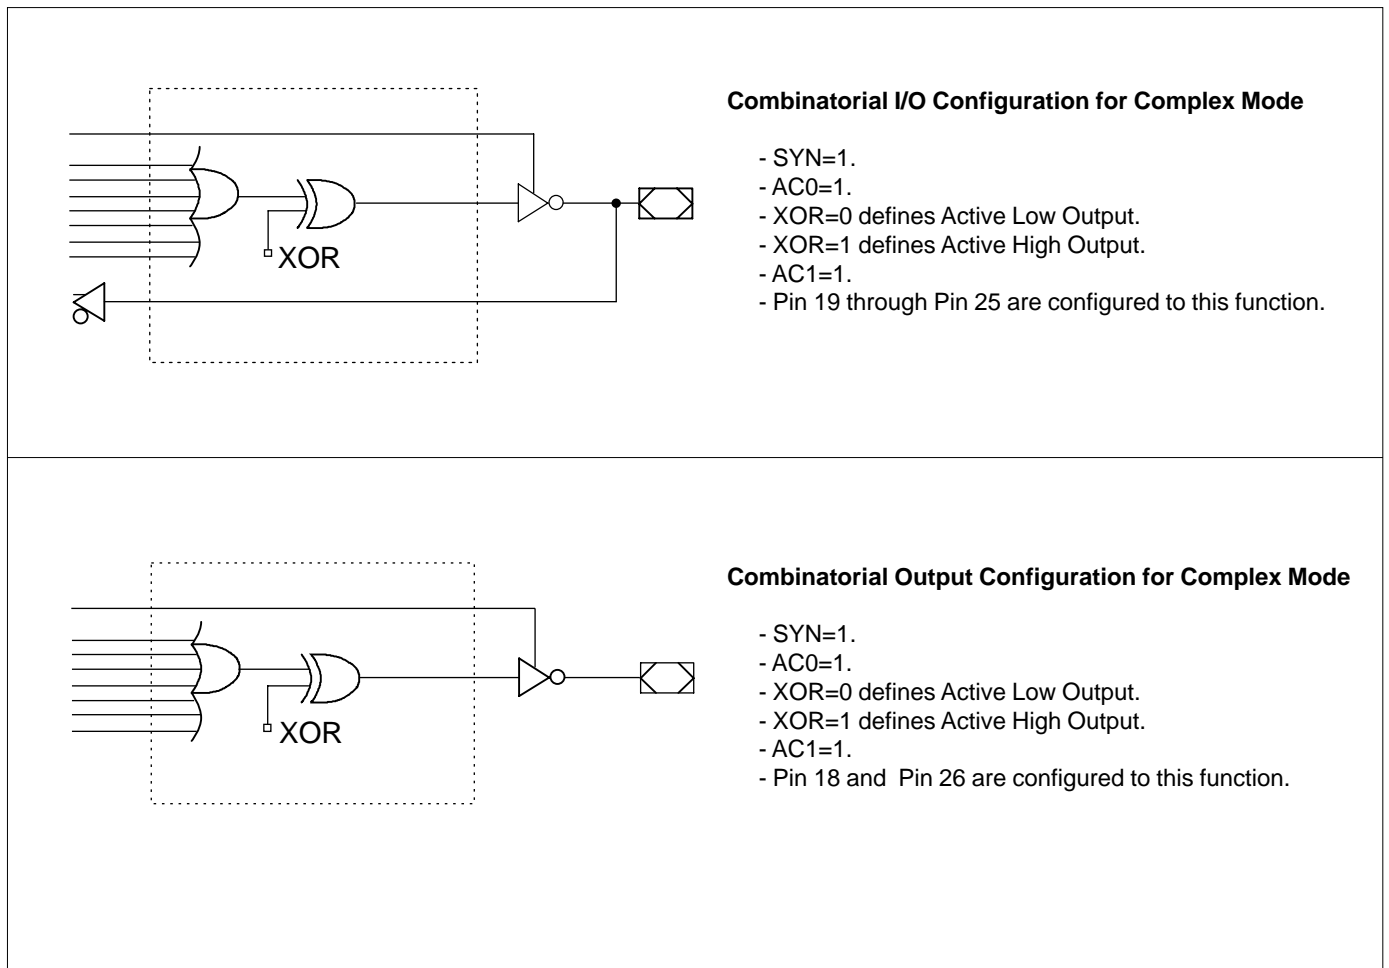 Combinatorial I/O Configuration for Complex Mode
- SYN=1.
- AC0=1.
- XOR=0 defines Active Low Output.
- XOR=1 defines Active High Output.
- AC1=1.
- Pin 19 through Pin 25 are configured to this function.
XOR
Combinatorial Output Configuration for Complex Mode
- SYN=1.
- AC0=1.
- XOR=0 defines Active Low Output.
- XOR=1 defines Active High Output.
- AC1=1.
- Pin 18 and  Pin 26 are configured to this function.
XOR